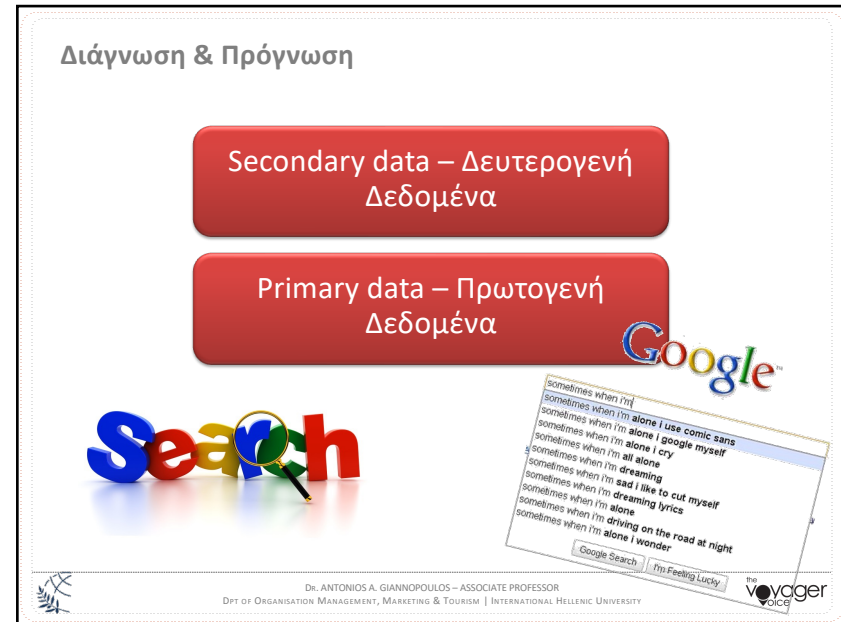 Διάγνωση & Πρόγνωση
Secondary data – Δευτερογενή
Δεδομένα
Primary data – Πρωτογενή
Δεδομένα
Google™
Search
sometimes when i'm
sometimes when i'm alone i use comic sans
sometimes when i'm alone i google myself
sometimes when i'm alone i cry
sometimes when i'm all alone
sometimes when i'm dreaming
sometimes when i'm sad i like to cut myself
sometimes when i'm dreaming lyrics
sometimes when i'm alone
sometimes when i'm driving on the road at night
sometimes when i'm alone i wonder
Google Search I'm Feeling Lucky
DR. ANTONIOS A. GIANNOPOULOS – ASSOCIATE PROFESSOR
DPT OF ORGANISATION MANAGEMENT, MARKETING & TOURISM | INTERNATIONAL HELLENIC UNIVERSITY
the
voyager
voice